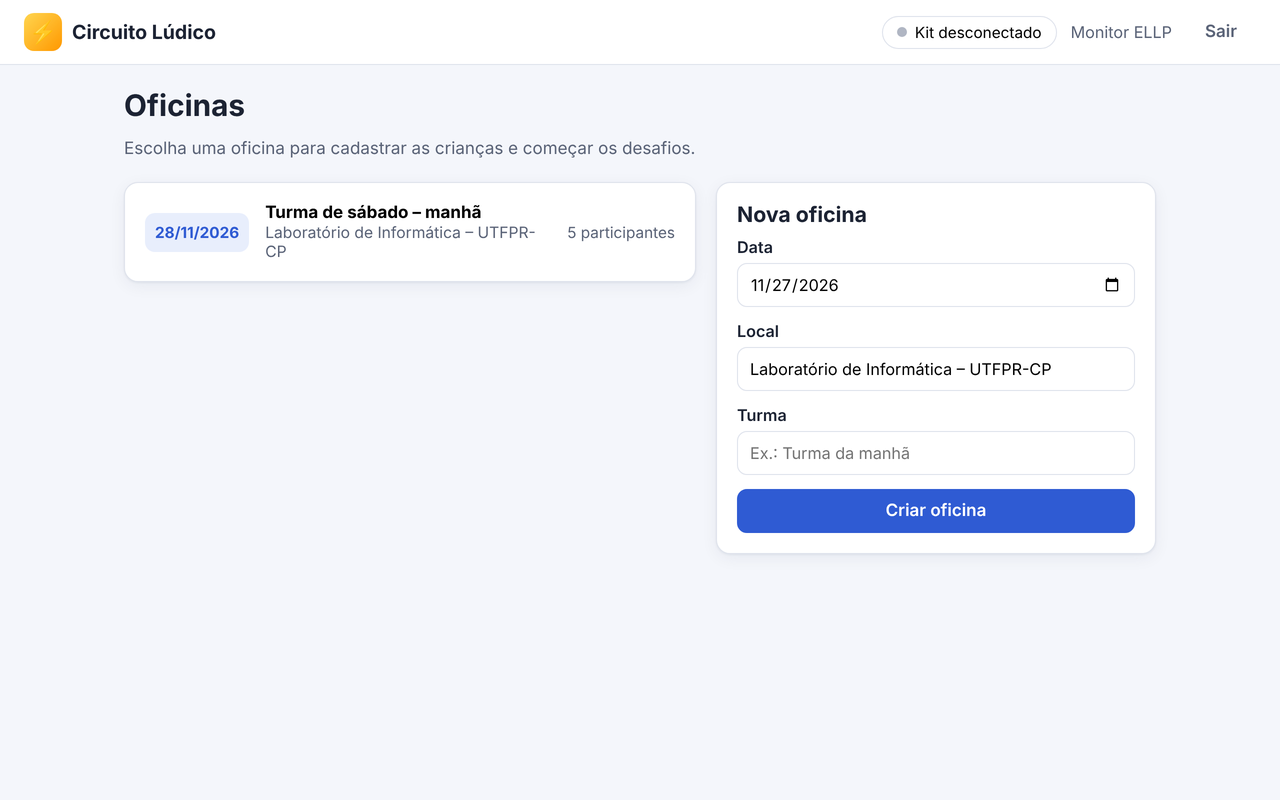 Circuito Lúdico
Kit desconectado
Monitor ELLP
Sair
Oficinas
Escolha uma oficina para cadastrar as crianças e começar os desafios.
28/11/2026
Turma de sábado – manhã
Laboratório de Informática – UTFPR-
CP
5 participantes
Nova oficina
Data
11/27/2026
Local
Laboratório de Informática – UTFPR-CP
Turma
Ex.: Turma da manhã
Criar oficina